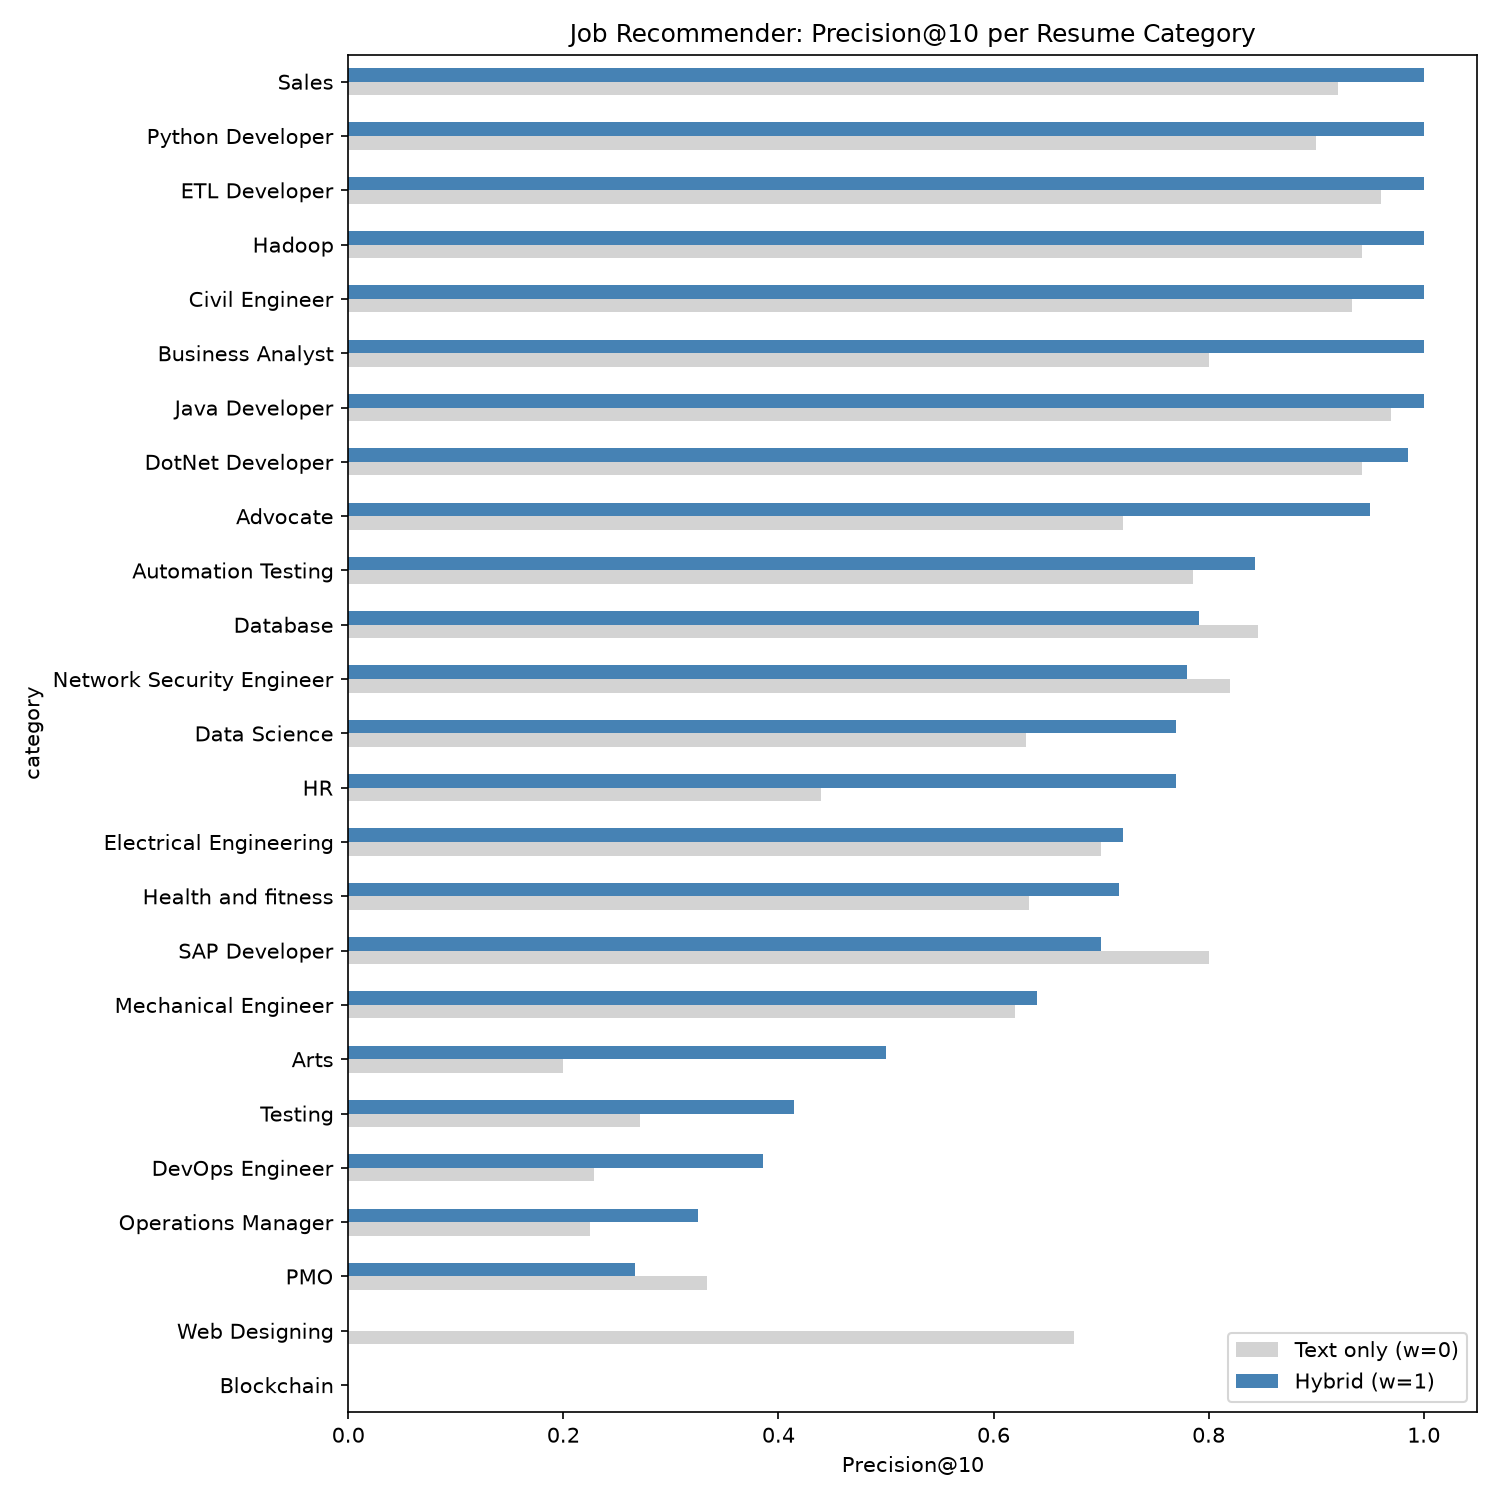 Job Recommender: Precision@10 per Resume Category
category
Sales
Python Developer
ETL Developer
Hadoop
Civil Engineer
Business Analyst
Java Developer
DotNet Developer
Advocate
Automation Testing
Database
Network Security Engineer
Data Science
HR
Electrical Engineering
Health and fitness
SAP Developer
Mechanical Engineer
Arts
Testing
DevOps Engineer
Operations Manager
PMO
Web Designing
Blockchain
Text only (w=0)
Hybrid (w=1)
0.0 0.2 0.4 0.6 0.8 1.0
Precision@10